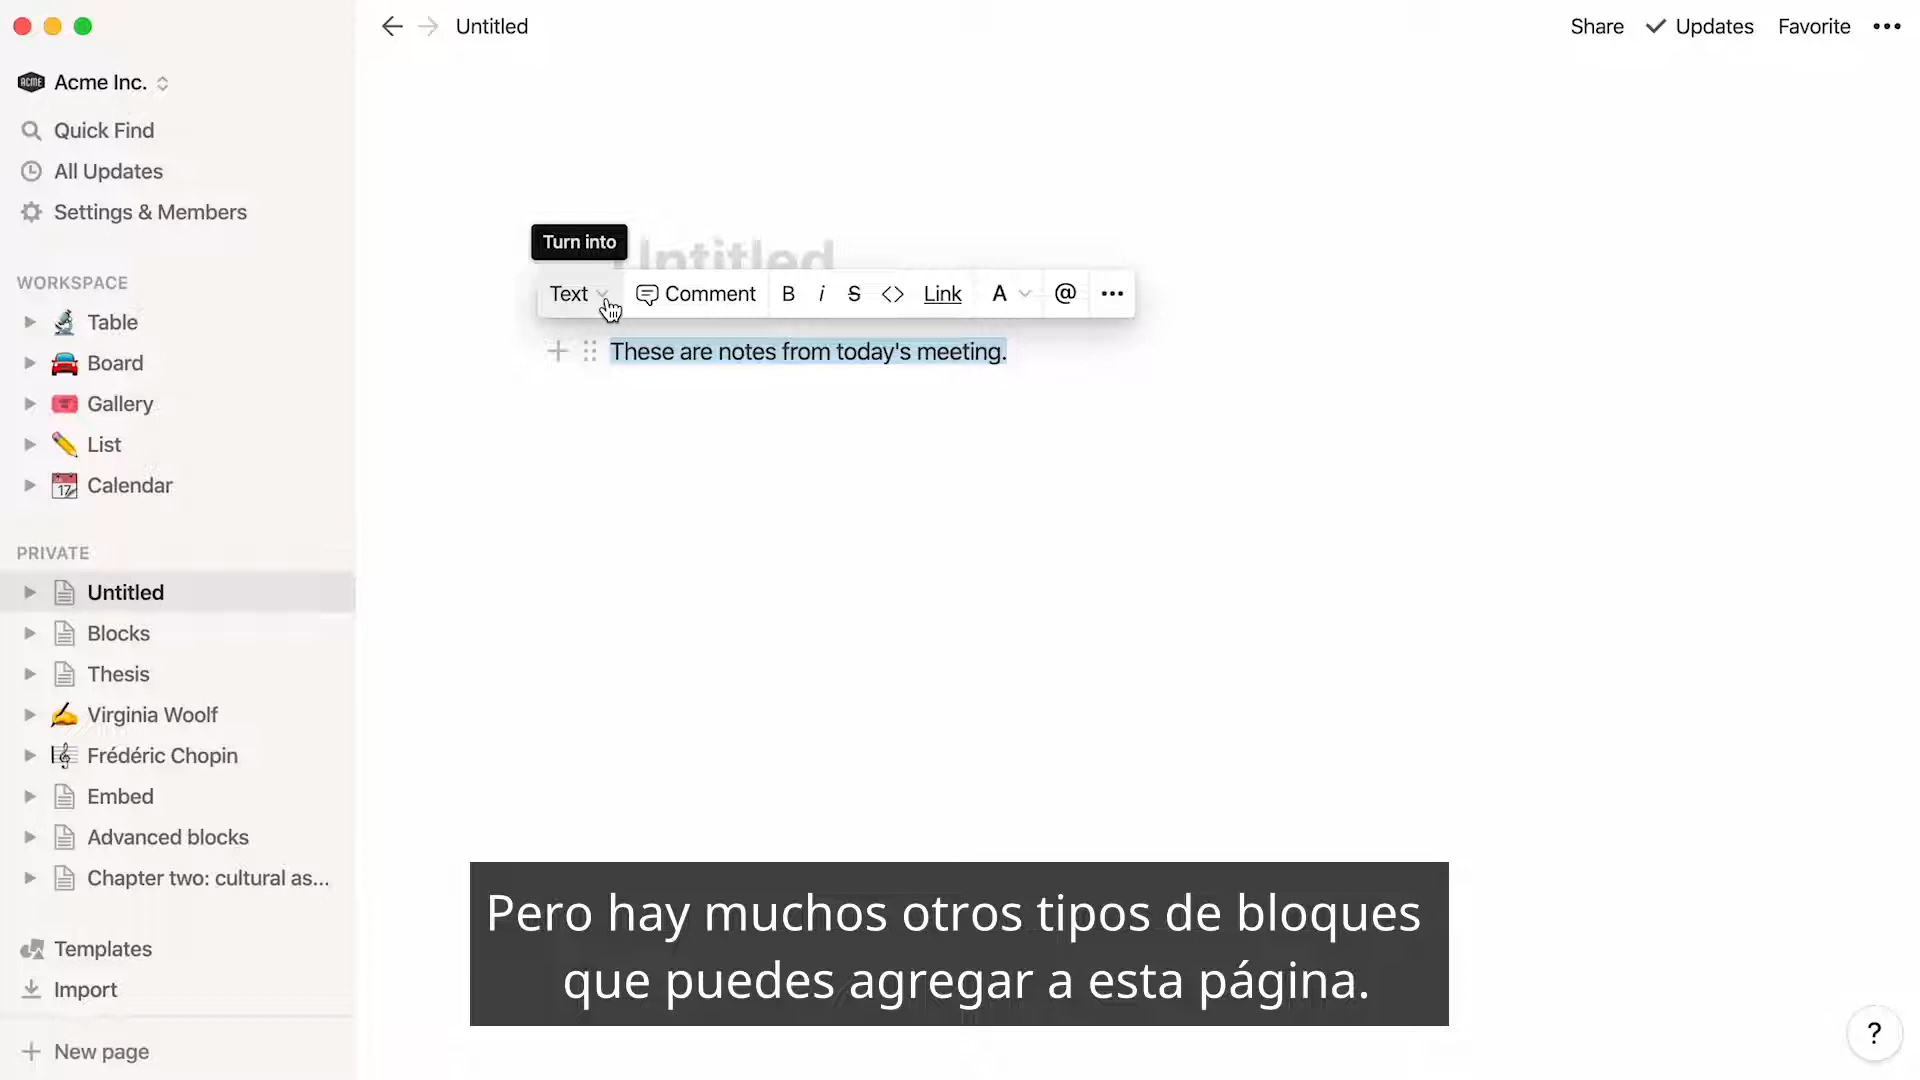 Untitled
Share
Updates
Favorite
ACME
Acme Inc.
Quick Find
All Updates
Settings & Members
WORKSPACE
Table
Board
Gallery
List
17
Calendar
PRIVATE
Untitled
Blocks
Thesis
Virginia Woolf
Frédéric Chopin
Embed
Advanced blocks
Chapter two: cultural as...
Templates
Import
New page
Turn into
Untitled
Text
Comment
B i S <> Link A @ •••
These are notes from today's meeting.
Pero hay muchos otros tipos de bloques
que puedes agregar a esta página.
?